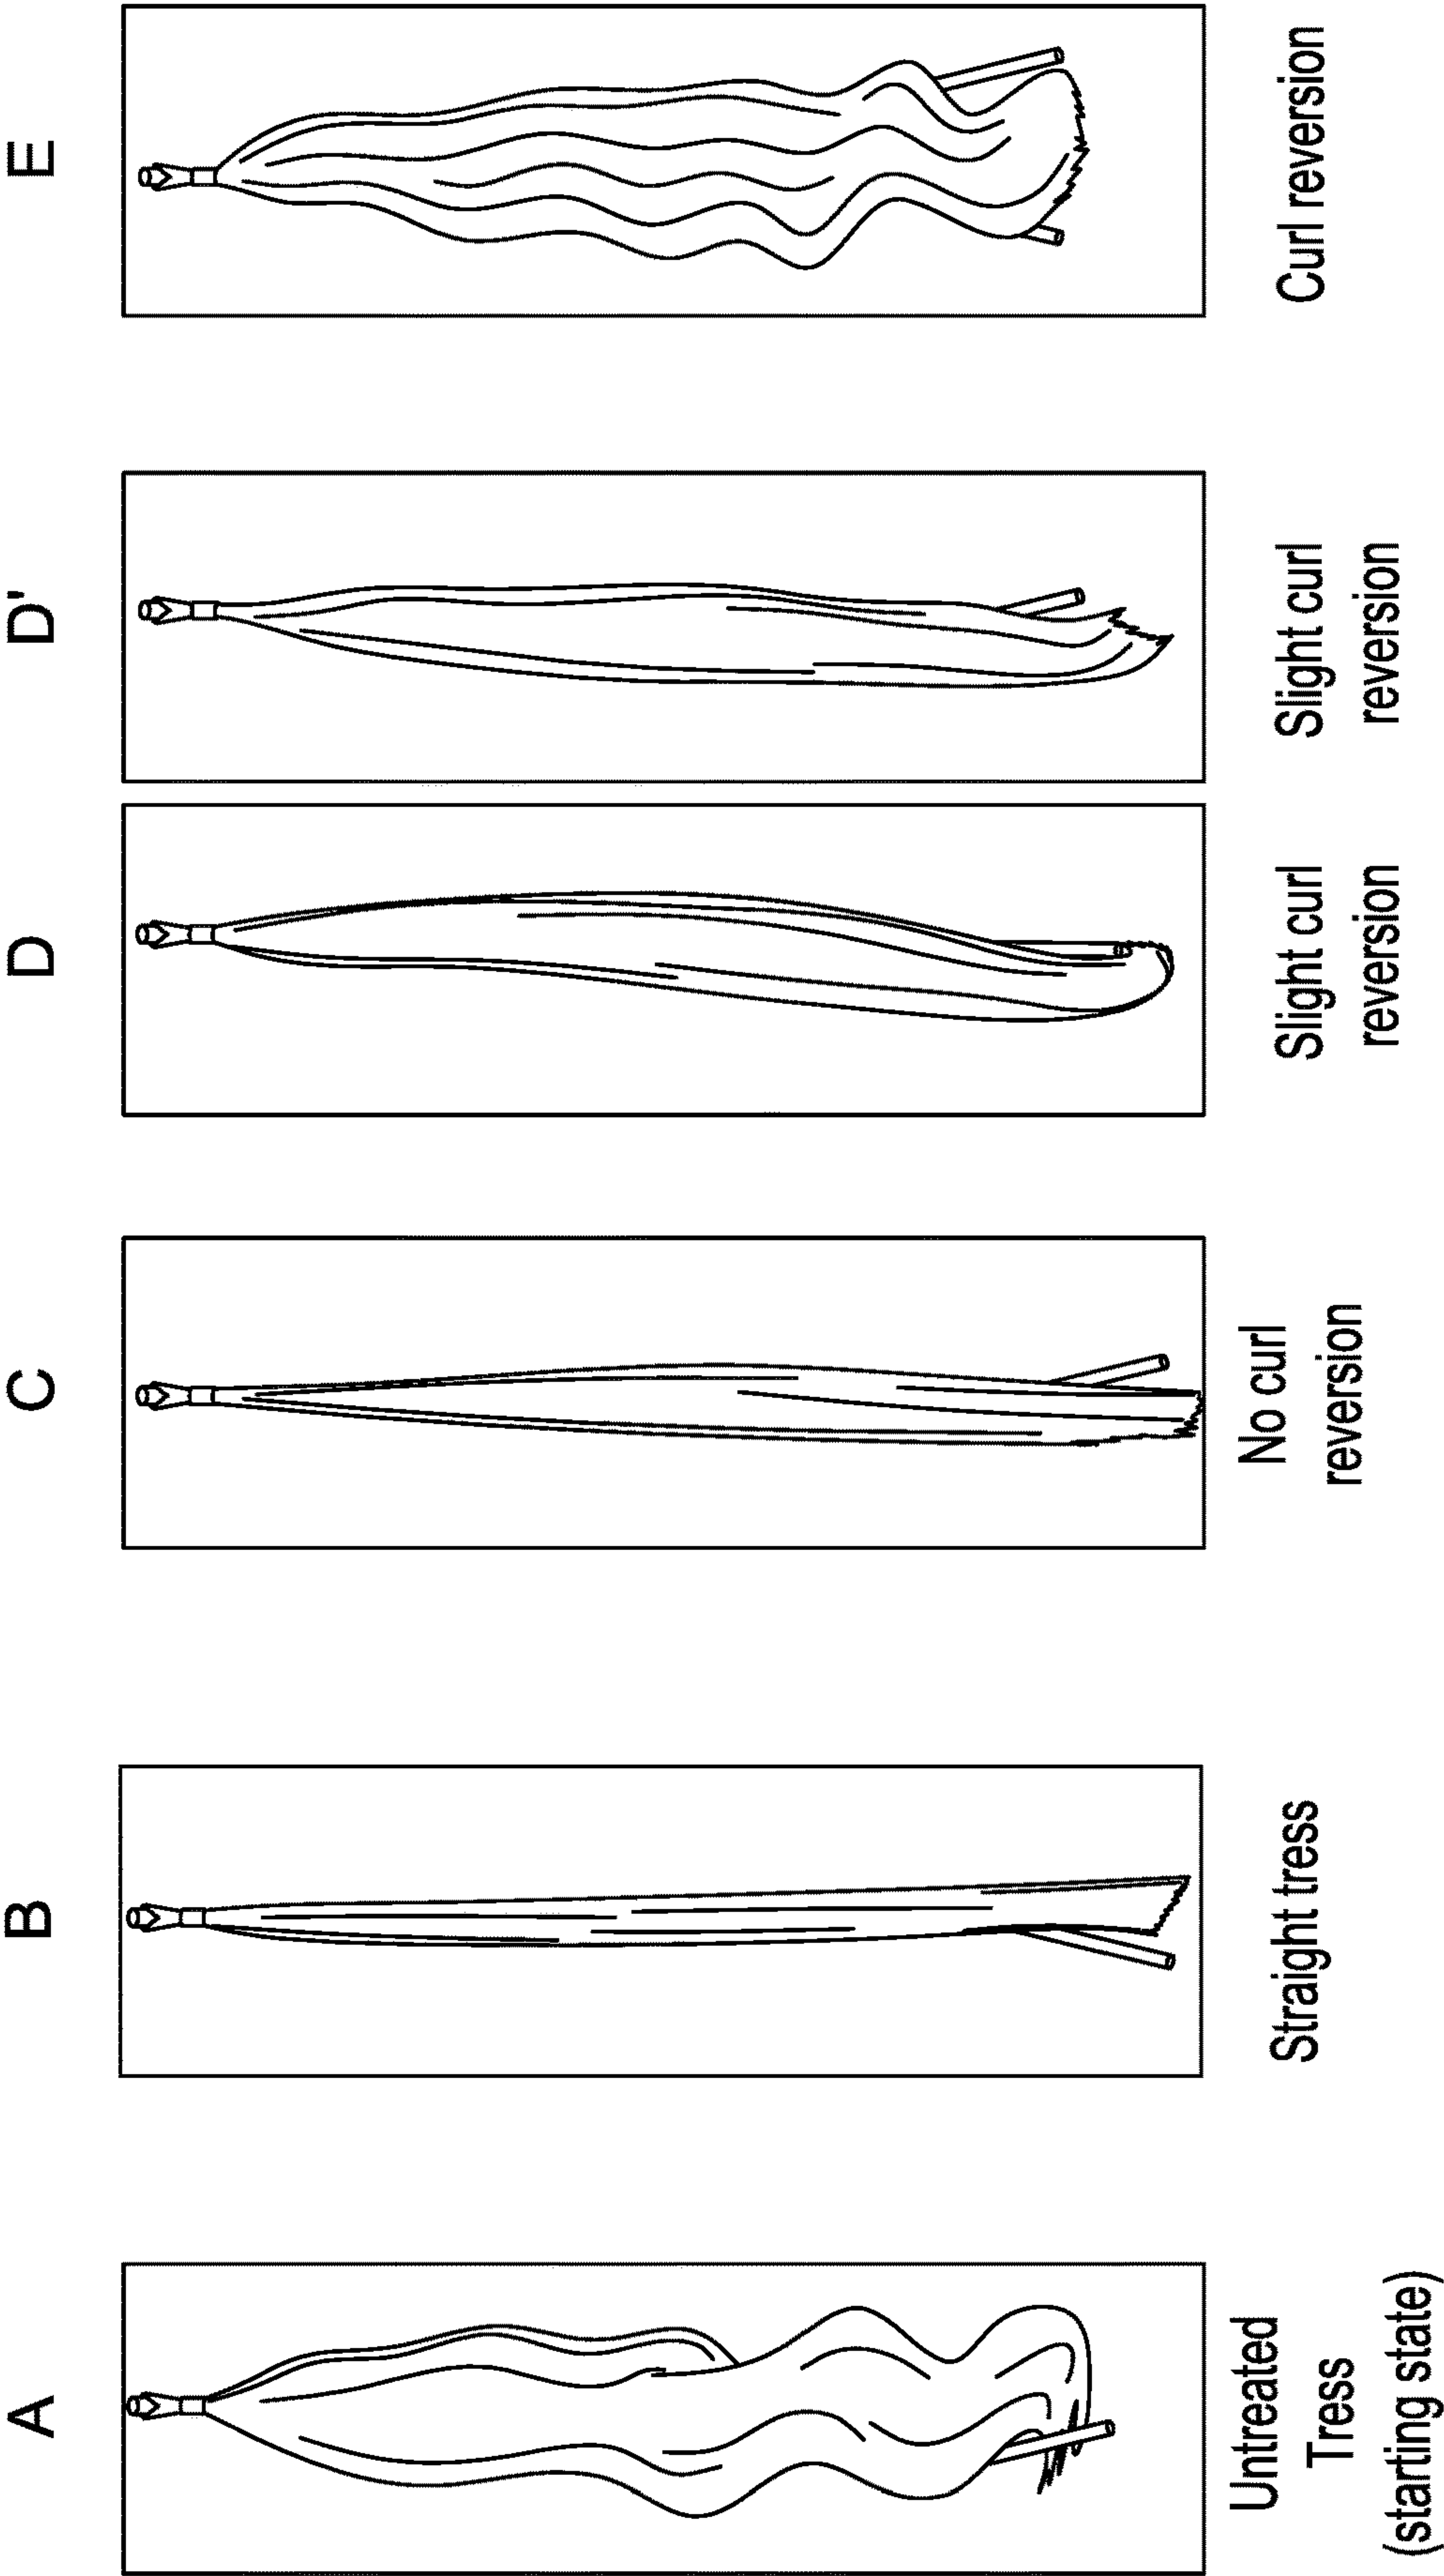 A
B
C
D
D'
E
Untreated
Tress
(starting state)
Straight tress
No curl
reversion
Slight curl
reversion
Slight curl
reversion
Curl reversion